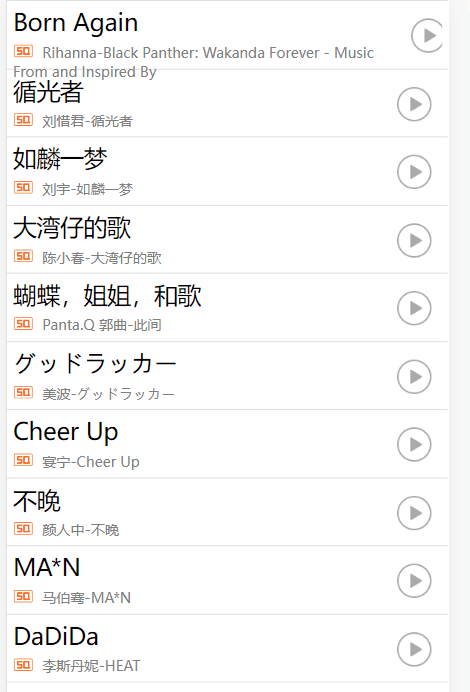 Born Again
SQ Rihanna-Black Panther: Wakanda Forever - Music
From and Inspired By
循光者
SQ 刘惜君-循光者
如麟一梦
SQ 刘宇-如麟一梦
大湾仔的歌
SQ 陈小春-大湾仔的歌
蝴蝶，姐姐，和歌
SQ Panta.Q 郭曲-此间
グッドラッカー
SQ 美波-グッドラッカー
Cheer Up
SQ 宴宁-Cheer Up
不晚
SQ 颜人中-不晚
MA*N
SQ 马伯骞-MA*N
DaDiDa
SQ 李斯丹妮-HEAT